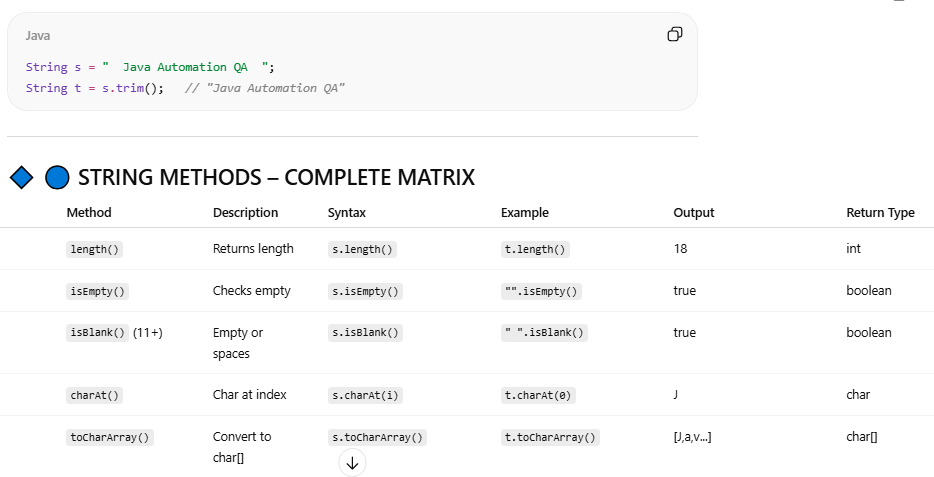 Java
String s = "  Java Automation QA  ";
String t = s.trim();   // "Java Automation QA"
STRING METHODS – COMPLETE MATRIX
Method Description Syntax Example Output Return Type
length() Returns length s.length() t.length() 18 int
isEmpty() Checks empty s.isEmpty() "".isEmpty() true boolean
isBlank() (11+) Empty or s.isBlank() " ".isBlank() true boolean
spaces
charAt() Char at index s.charAt(i) t.charAt(0) J char
toCharArray() Convert to s.toCharArray() t.toCharArray() [J,a,v…] char[]
char[]